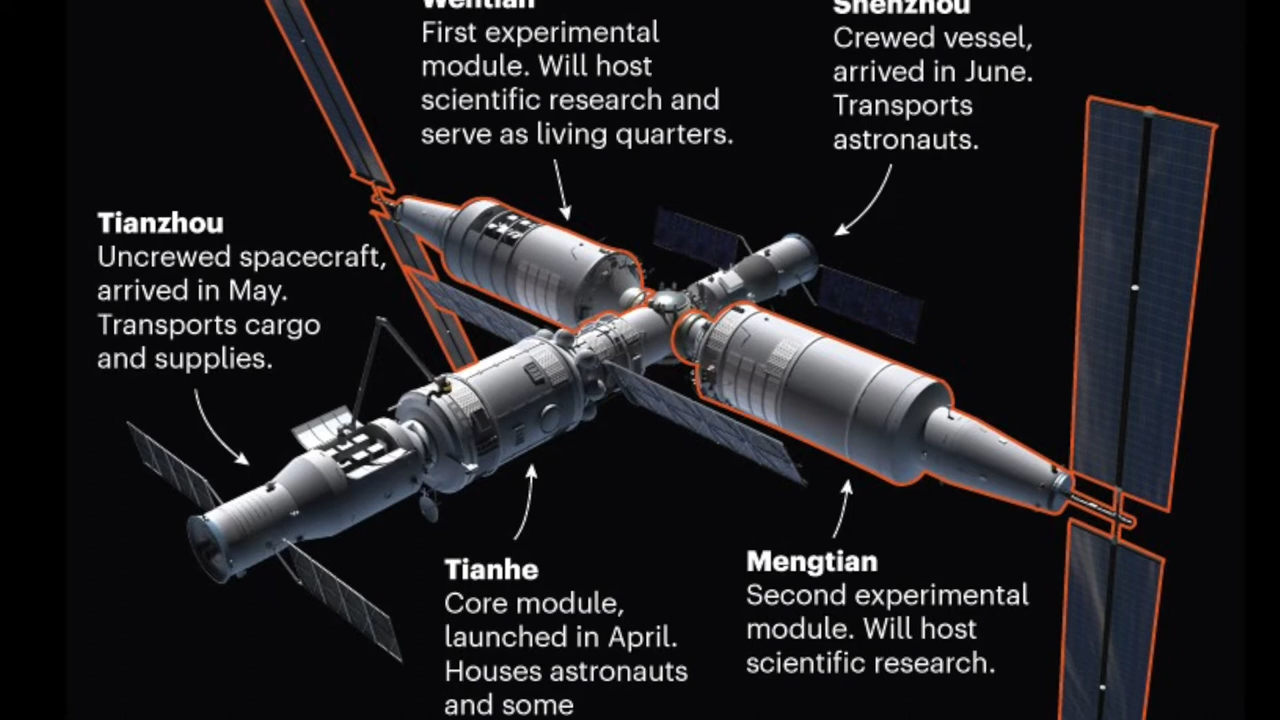 Wentian
First experimental
module. Will host
scientific research and
serve as living quarters.
Shenzhou
Crewed vessel,
arrived in June.
Transports
astronauts.
Tianzhou
Uncrewed spacecraft,
arrived in May.
Transports cargo
and supplies.
Tianhe
Core module,
launched in April.
Houses astronauts
and some
Mengtian
Second experimental
module. Will host
scientific research.